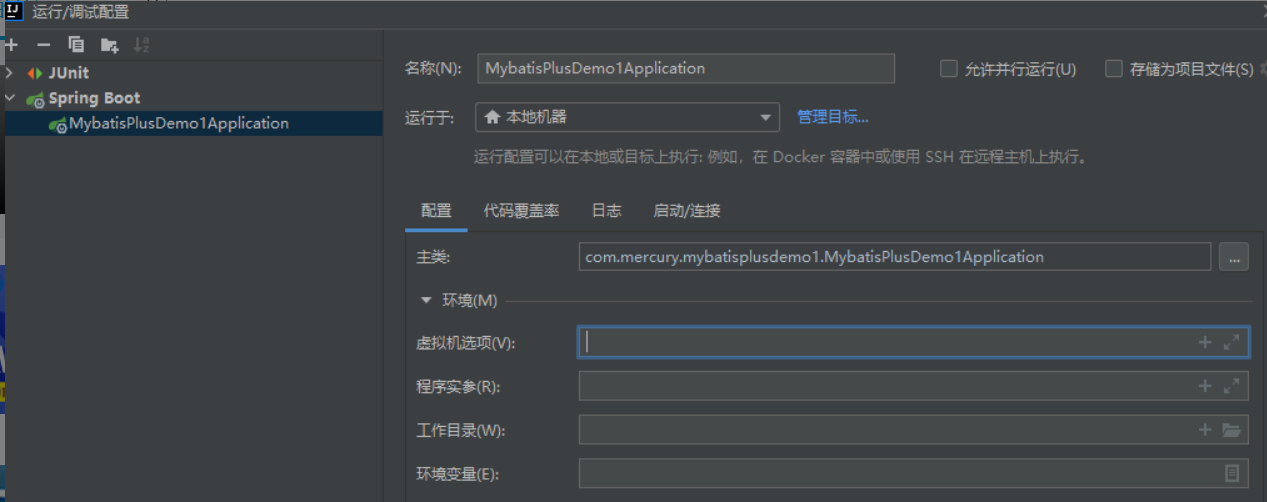 运行/调试配置
JUnit
Spring Boot
MybatisPlusDemo1Application
名称(N): MybatisPlusDemo1Application 允许并行运行(U) 存储为项目文件(S)
运行于: 本地机器 管理目标...
运行配置可以在本地或目标上执行: 例如，在 Docker 容器中或使用 SSH 在远程主机上执行。
配置 代码覆盖率 日志 启动/连接
主类: com.mercury.mybatisplusdemo1.MybatisPlusDemo1Application ...
环境(M)
虚拟机选项(V):
程序实参(R):
工作目录(W):
环境变量(E):